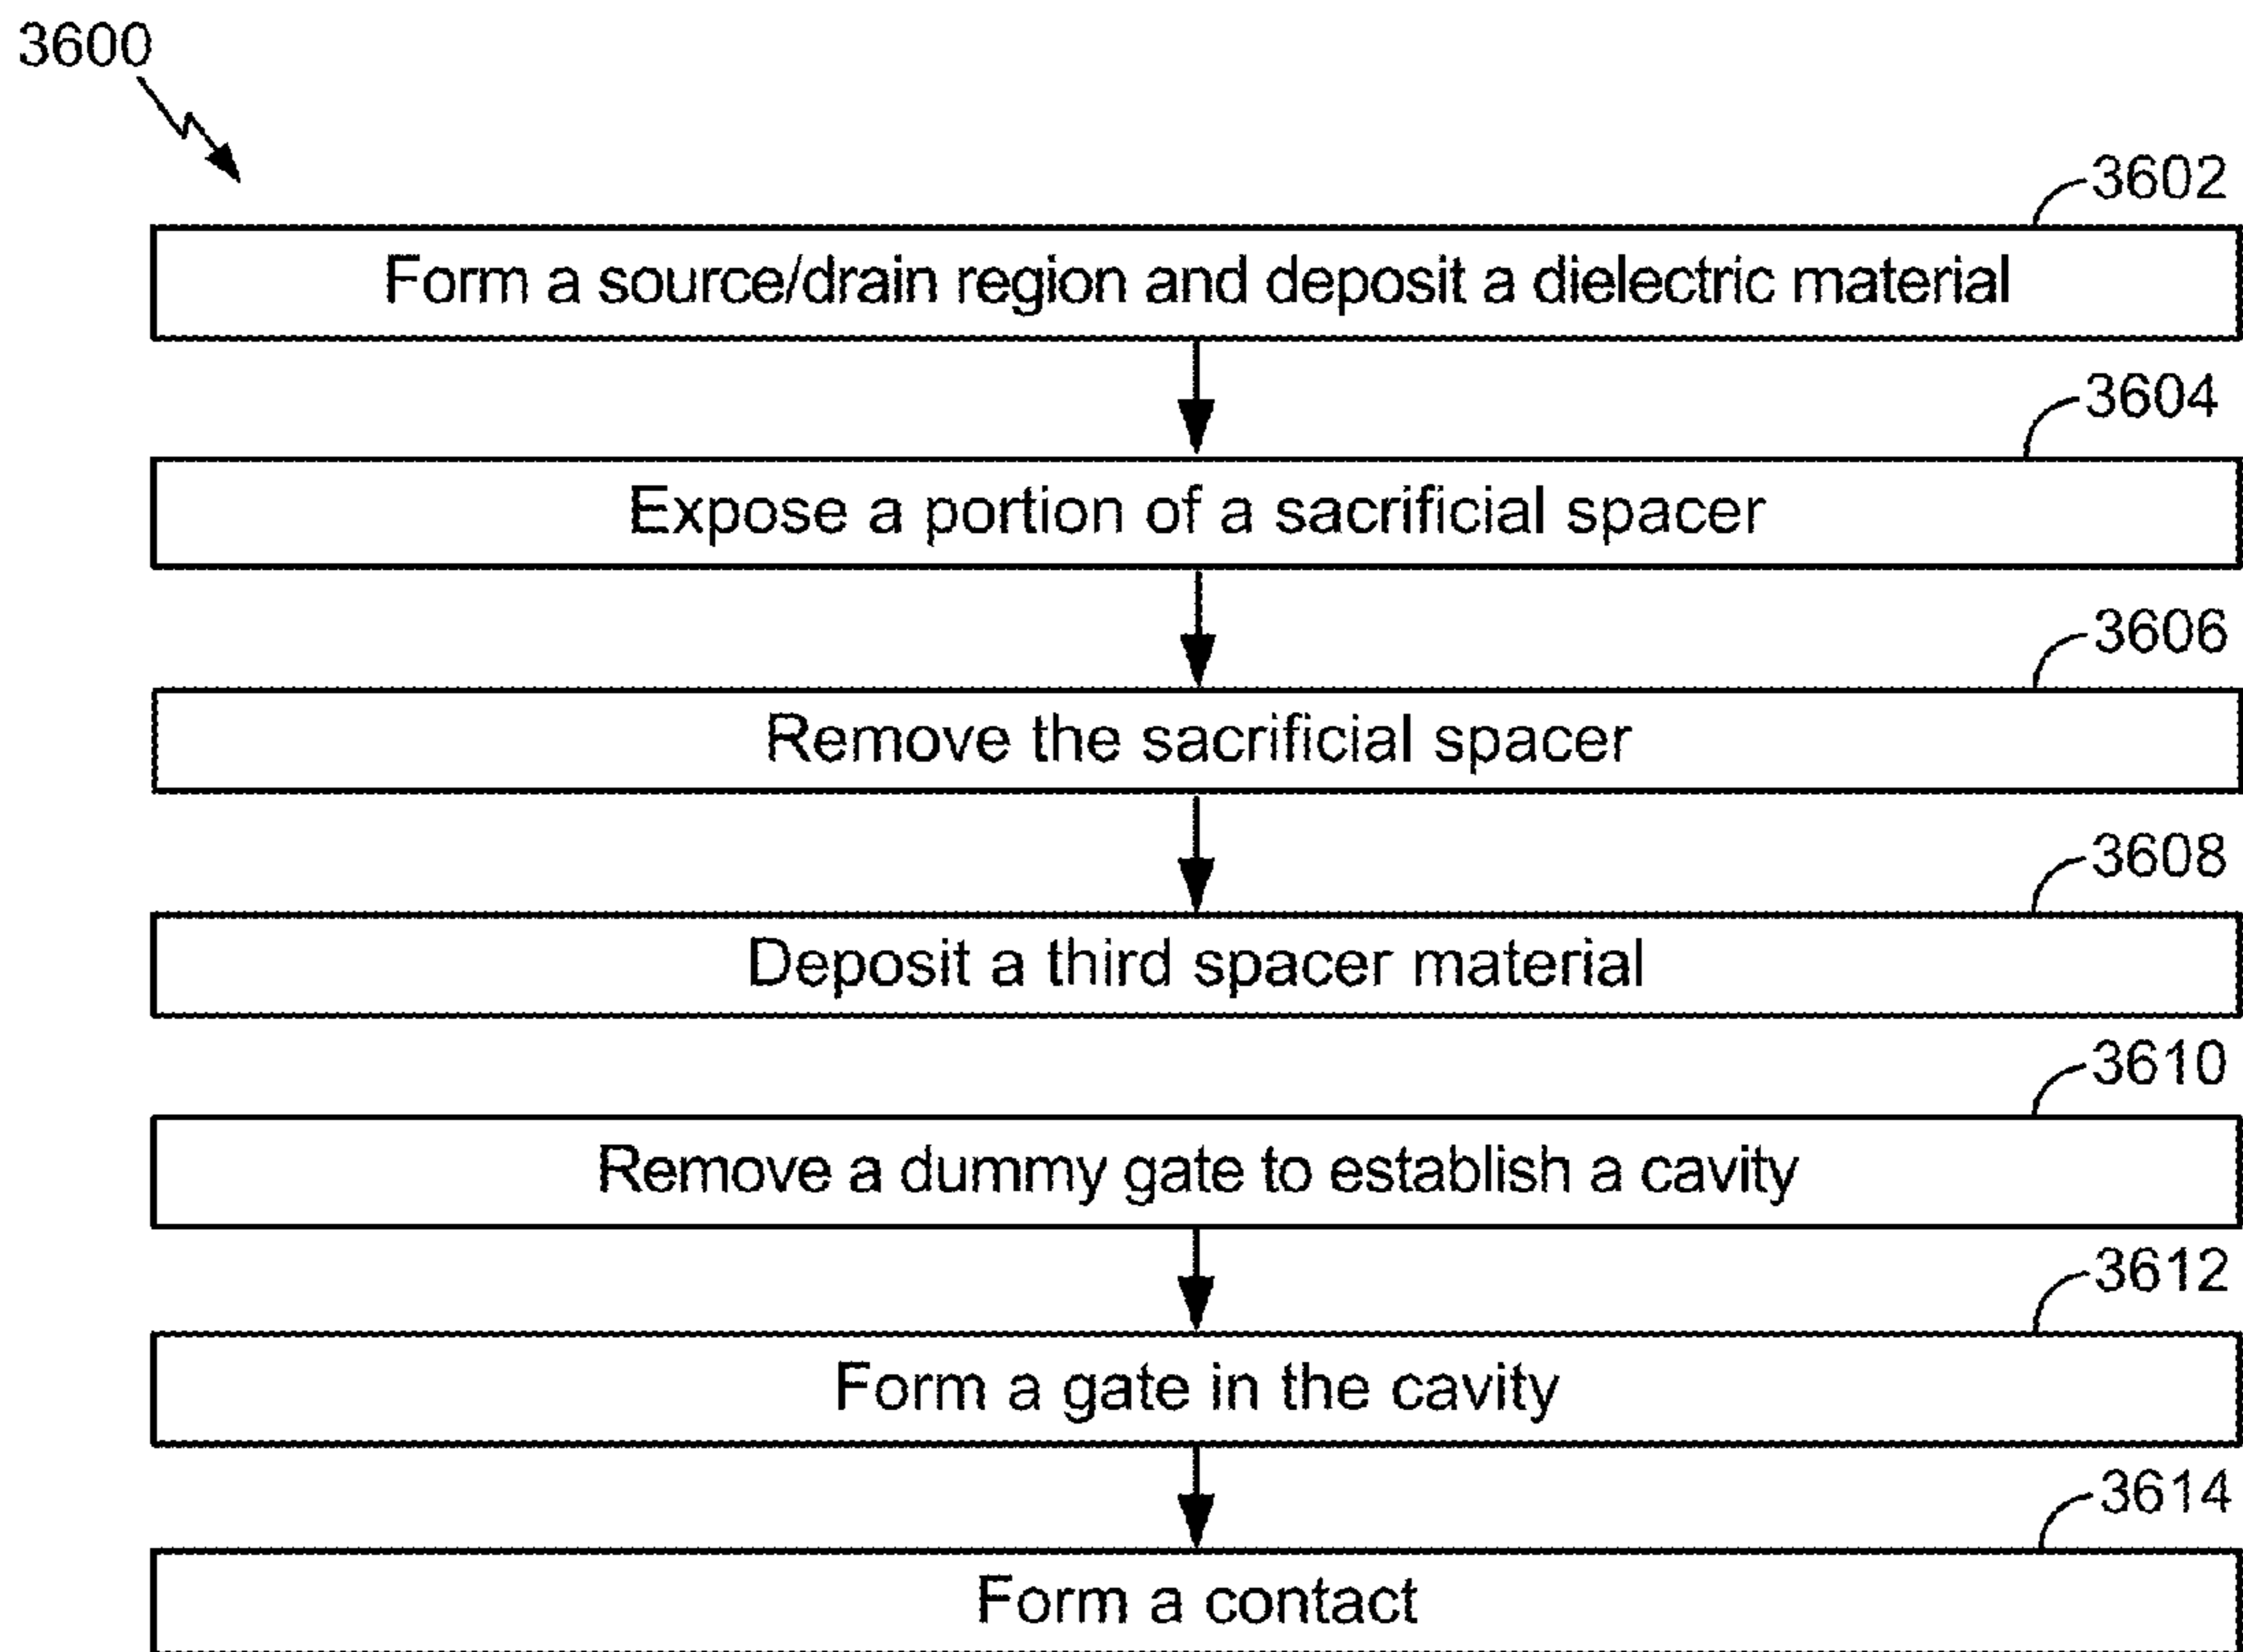 3600
3602
Form a source/drain region and deposit a dielectric material
3604
Expose a portion of a sacrificial spacer
3606
Remove the sacrificial spacer
3608
Deposit a third spacer material
3610
Remove a dummy gate to establish a cavity
3612
Form a gate in the cavity
3614
Form a contact